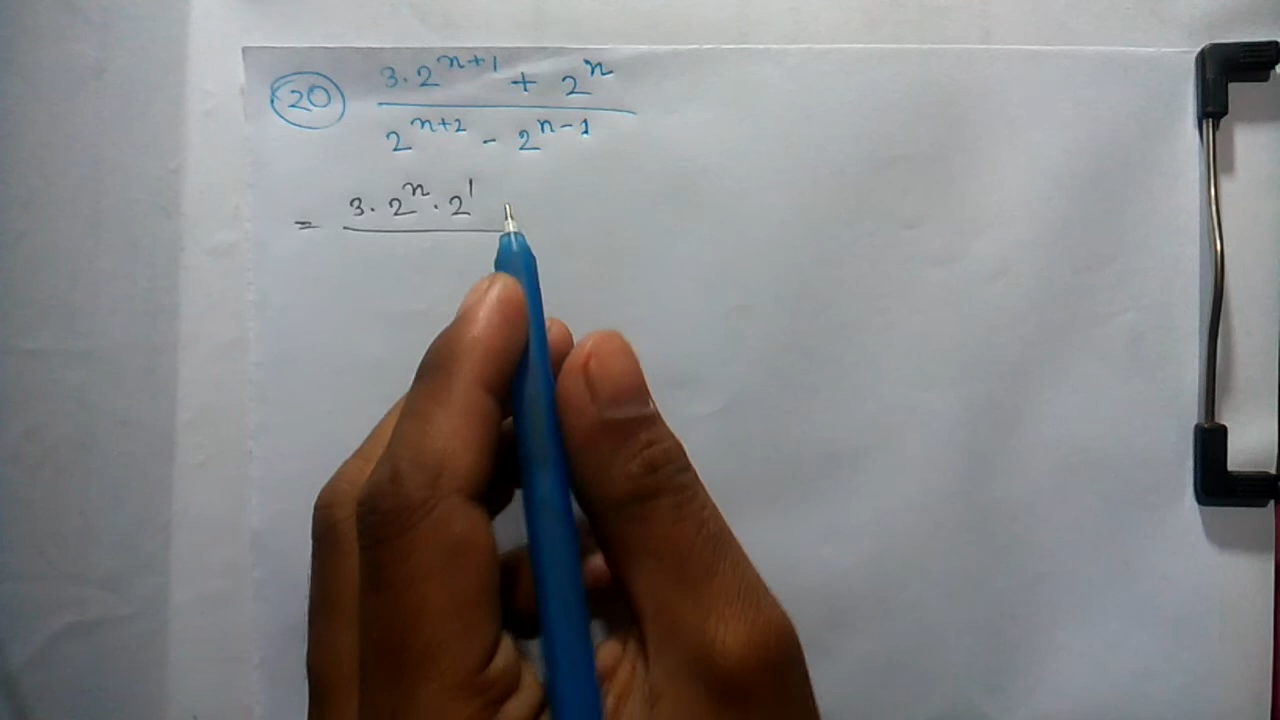 20 3.2^{n+1} + 2^n
2^{n+2} - 2^{n-1}
= 3.2^n.2^1